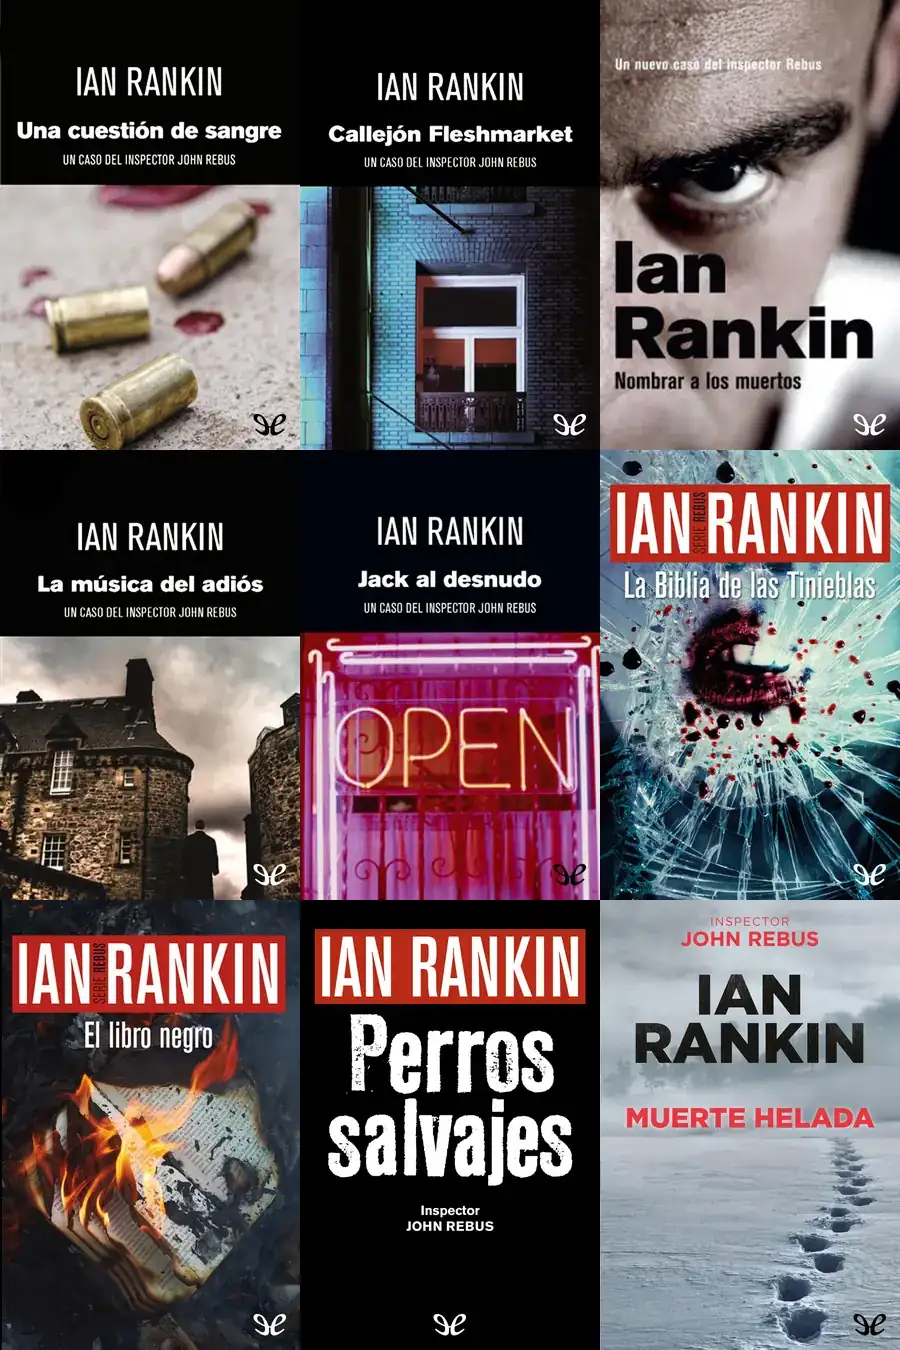 IAN RANKIN
Una cuestión de sangre
UN CASO DEL INSPECTOR JOHN REBUS
IAN RANKIN
Callejón Fleshmarket
UN CASO DEL INSPECTOR JOHN REBUS
Un nuevo caso del inspector Rebus
Ian
Rankin
Nombrar a los muertos
IAN RANKIN
La música del adiós
UN CASO DEL INSPECTOR JOHN REBUS
IAN RANKIN
Jack al desnudo
UN CASO DEL INSPECTOR JOHN REBUS
OPEN
IAN SERIE REBUS RANKIN
La Biblia de las Tinieblas
IAN SERIE REBUS RANKIN
El libro negro
IAN RANKIN
Perros
salvajes
Inspector
JOHN REBUS
INSPECTOR
JOHN REBUS
IAN
RANKIN
MUERTE HELADA